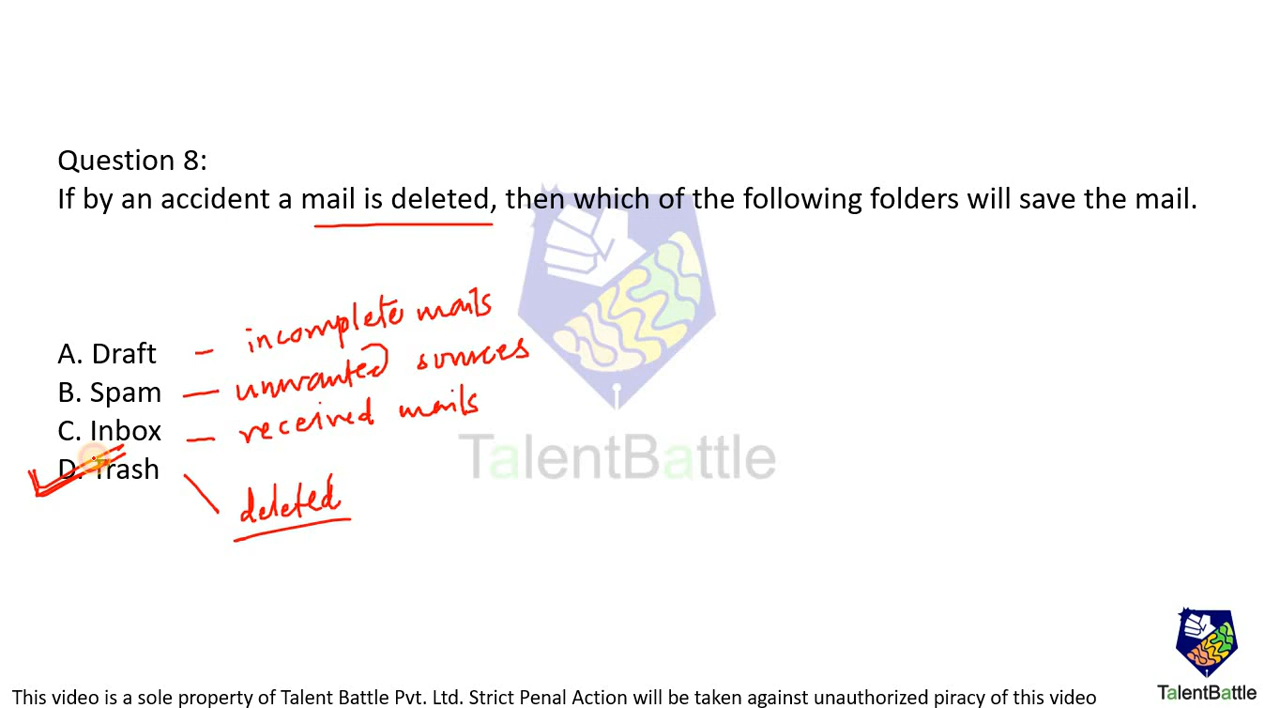 Question 8:
If by an accident a mail is deleted, then which of the following folders will save the mail.
A. Draft – incomplete mails
B. Spam — unwanted sources
C. Inbox — received mails
D. Trash \ deleted
TalentBattle
TalentBattle
This video is a sole property of Talent Battle Pvt. Ltd. Strict Penal Action will be taken against unauthorized piracy of this video